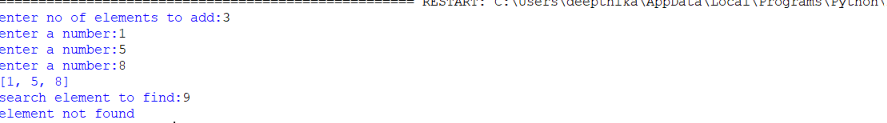 ================================================ RESTART: C:\Users\deepthika\AppData\Local\Programs\Python\
enter no of elements to add:3
enter a number:1
enter a number:5
enter a number:8
[1, 5, 8]
search element to find:9
element not found